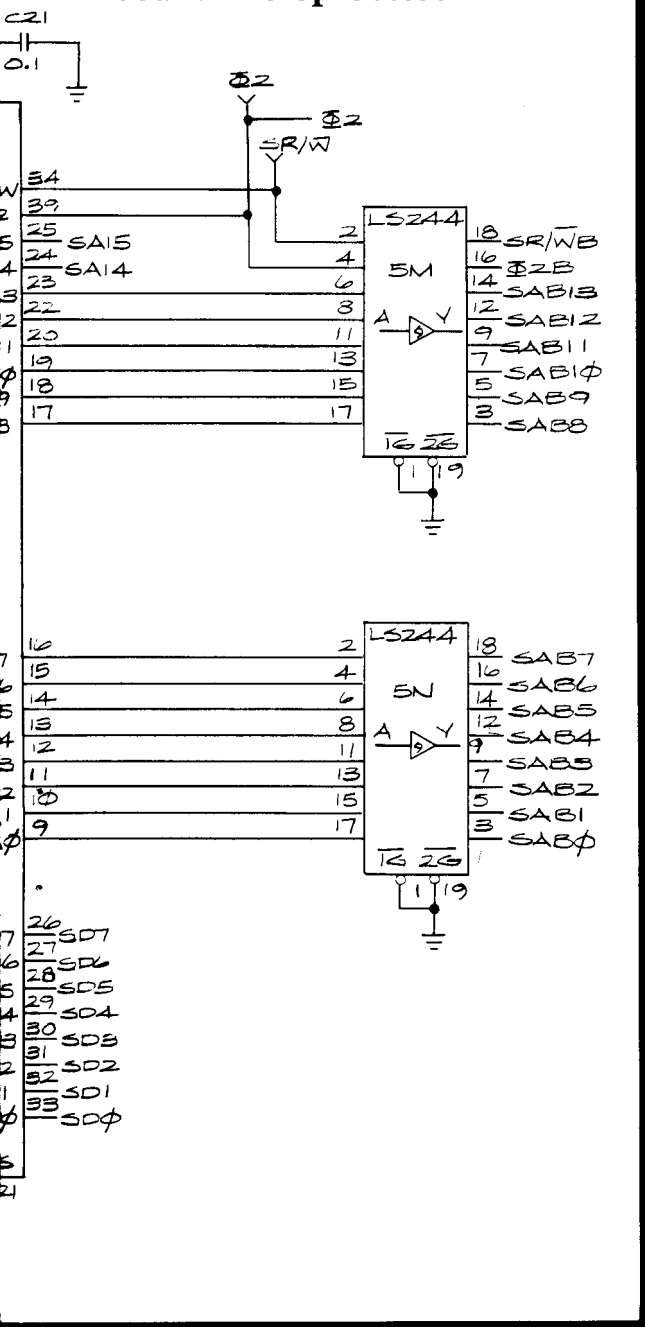 C21
0.1
Φ2
Φ2
SR/W̅
W 34
2 39
5 25 SA15
4 24 SA14
3 23
2 22
1 20
φ 19
9 18
8 17
LS244
5M
A Y
2 18 SR/W̅B
4 16 Φ2B
6 14 SAB13
8 12 SAB12
11 9 SAB11
13 7 SAB1φ
15 5 SAB9
17 3 SAB8
1G̅ 2G̅
1 19
LS244
5N
A Y
7 16 2 18 SAB7
6 15 4 16 SAB6
5 14 6 14 SAB5
4 13 8 12 SAB4
3 12 11 9 SAB3
2 11 13 7 SAB2
1 1φ 15 5 SAB1
φ 9 17 3 SABφ
1G̅ 2G̅
1 19
7 26 SD7
6 27 SD6
5 28 SD5
4 29 SD4
3 30 SD3
2 31 SD2
1 32 SD1
φ 33 SDφ
S
21